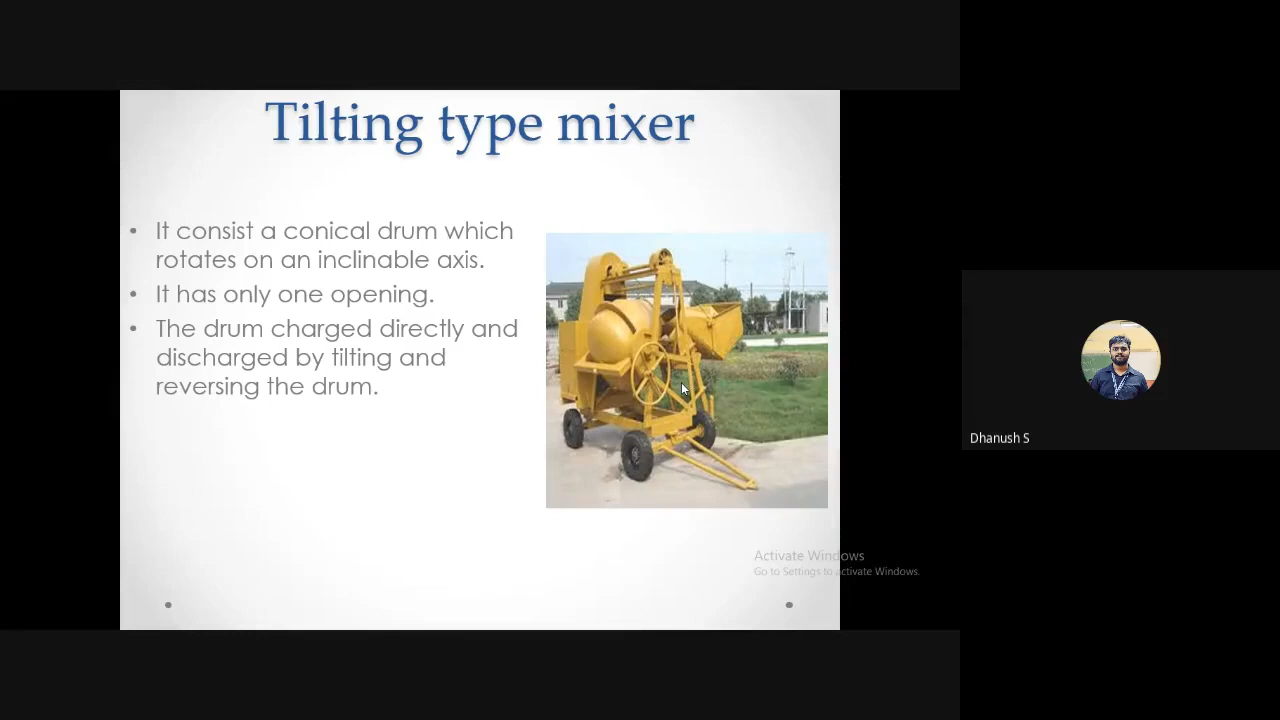 Tilting type mixer
• It consist a conical drum which
rotates on an inclinable axis.
• It has only one opening.
• The drum charged directly and
discharged by tilting and
reversing the drum.
Activate Windows
Go to Settings to activate Windows.
Dhanush S